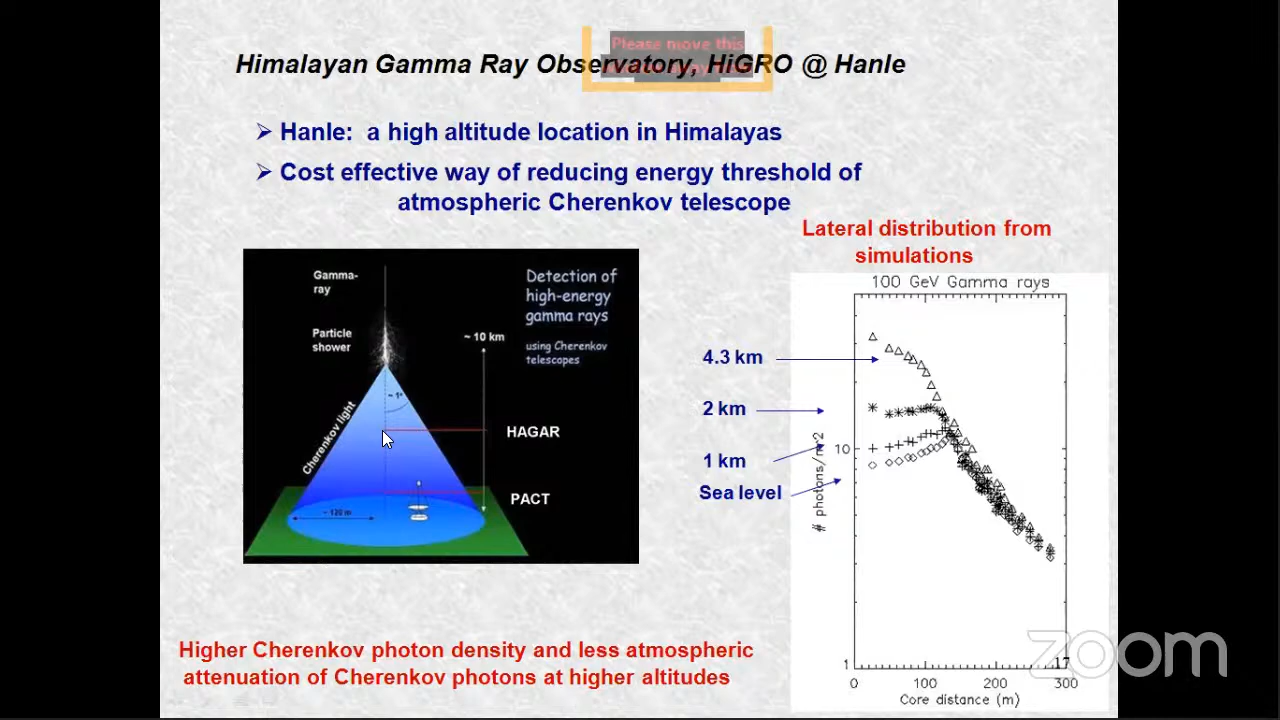 Please move this
Himalayan Gamma Ray Observatory, HiGRO @ Hanle
➢ Hanle: a high altitude location in Himalayas
➢ Cost effective way of reducing energy threshold of
atmospheric Cherenkov telescope
Lateral distribution from
simulations
Gamma-
ray
Particle
shower
Detection of
high-energy
gamma rays
using Cherenkov
telescopes
~ 10 km
~ 1°
Cherenkov light
HAGAR
PACT
~ 120 m
100 GeV Gamma rays
4.3 km
2 km
1 km
Sea level
# photons/m^2
10
1
0
100
200
300
Core distance (m)
Higher Cherenkov photon density and less atmospheric
attenuation of Cherenkov photons at higher altitudes
17
zoom